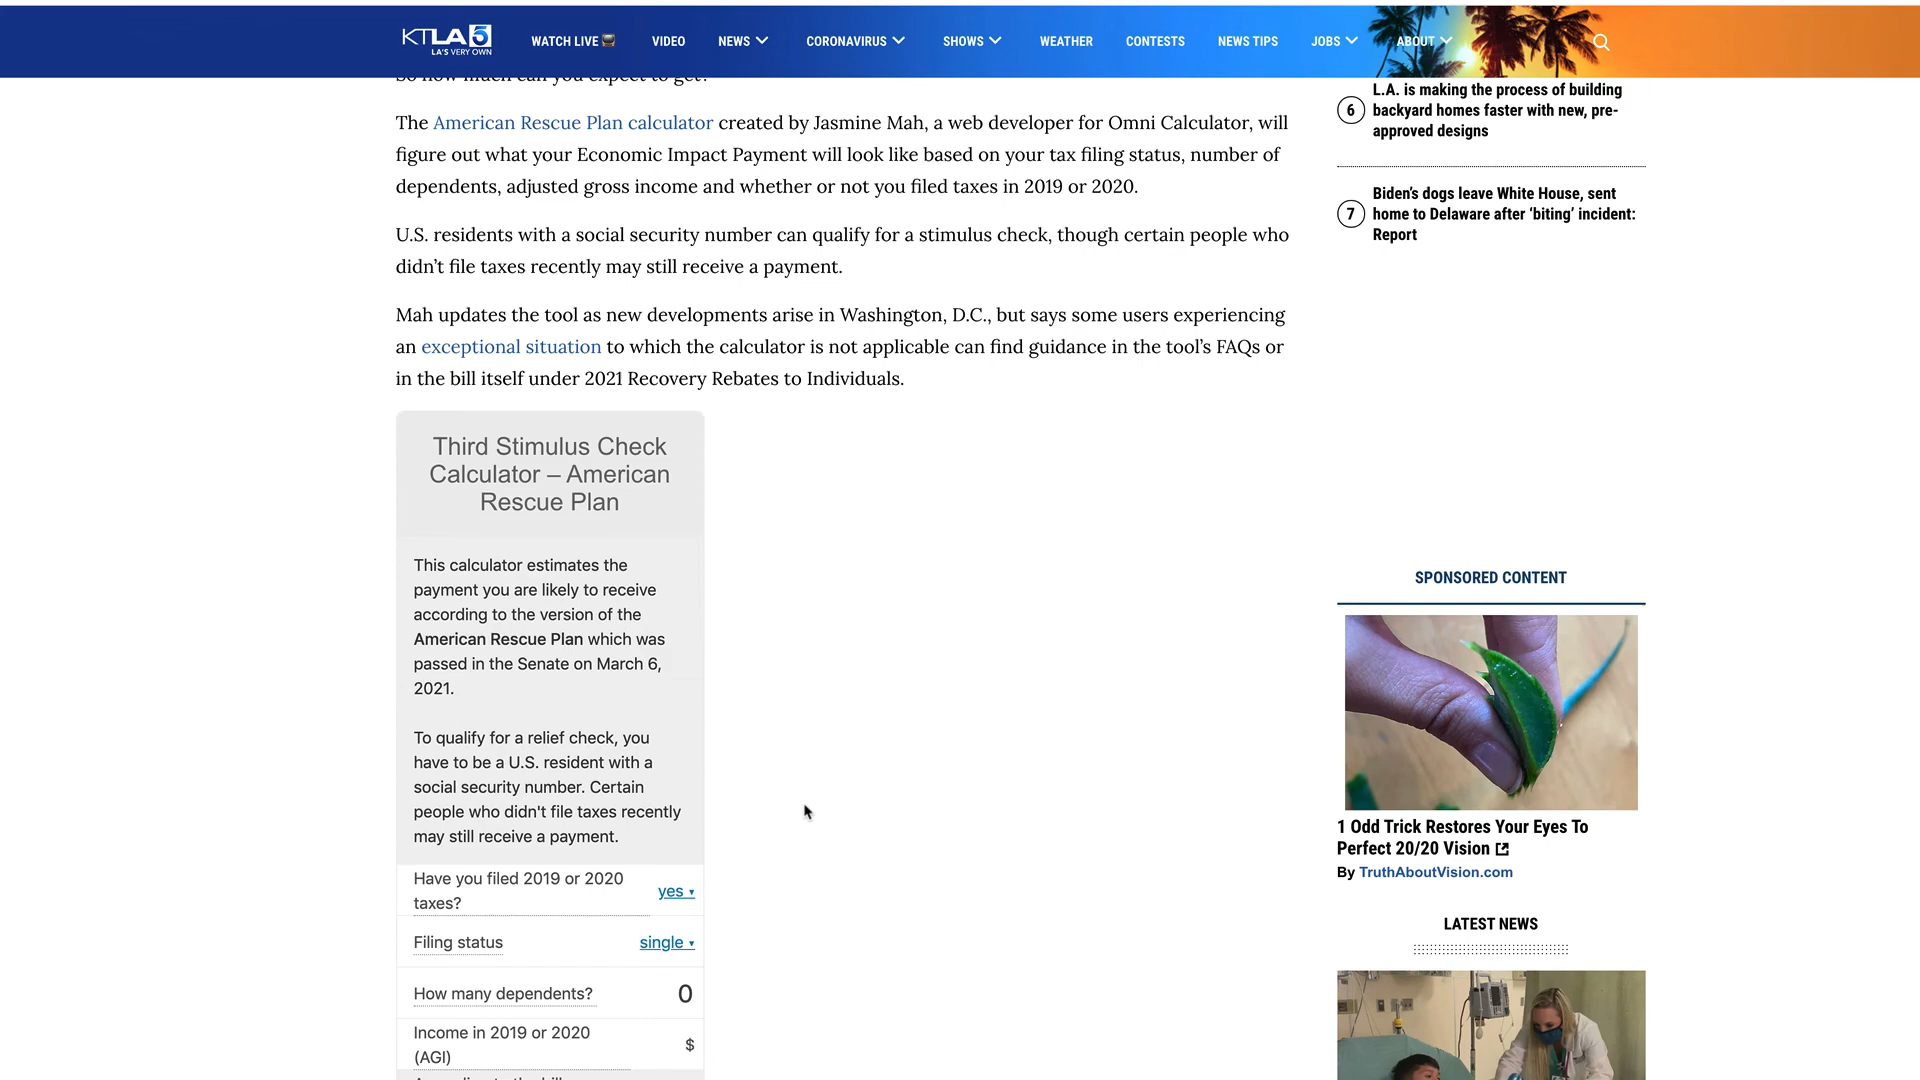 KTLA 5
LA'S VERY OWN
WATCH LIVE
VIDEO
NEWS
CORONAVIRUS
SHOWS
WEATHER
CONTESTS
NEWS TIPS
JOBS
ABOUT
So how much can you expect to get?
The American Rescue Plan calculator created by Jasmine Mah, a web developer for Omni Calculator, will
figure out what your Economic Impact Payment will look like based on your tax filing status, number of
dependents, adjusted gross income and whether or not you filed taxes in 2019 or 2020.
U.S. residents with a social security number can qualify for a stimulus check, though certain people who
didn’t file taxes recently may still receive a payment.
Mah updates the tool as new developments arise in Washington, D.C., but says some users experiencing
an exceptional situation to which the calculator is not applicable can find guidance in the tool’s FAQs or
in the bill itself under 2021 Recovery Rebates to Individuals.
Third Stimulus Check
Calculator – American
Rescue Plan
This calculator estimates the
payment you are likely to receive
according to the version of the
American Rescue Plan which was
passed in the Senate on March 6,
2021.
To qualify for a relief check, you
have to be a U.S. resident with a
social security number. Certain
people who didn't file taxes recently
may still receive a payment.
Have you filed 2019 or 2020
taxes?
yes
Filing status
single
How many dependents?
0
Income in 2019 or 2020
(AGI)
$
6
L.A. is making the process of building
backyard homes faster with new, pre-
approved designs
7
Biden’s dogs leave White House, sent
home to Delaware after ‘biting’ incident:
Report
SPONSORED CONTENT
1 Odd Trick Restores Your Eyes To
Perfect 20/20 Vision
By TruthAboutVision.com
LATEST NEWS